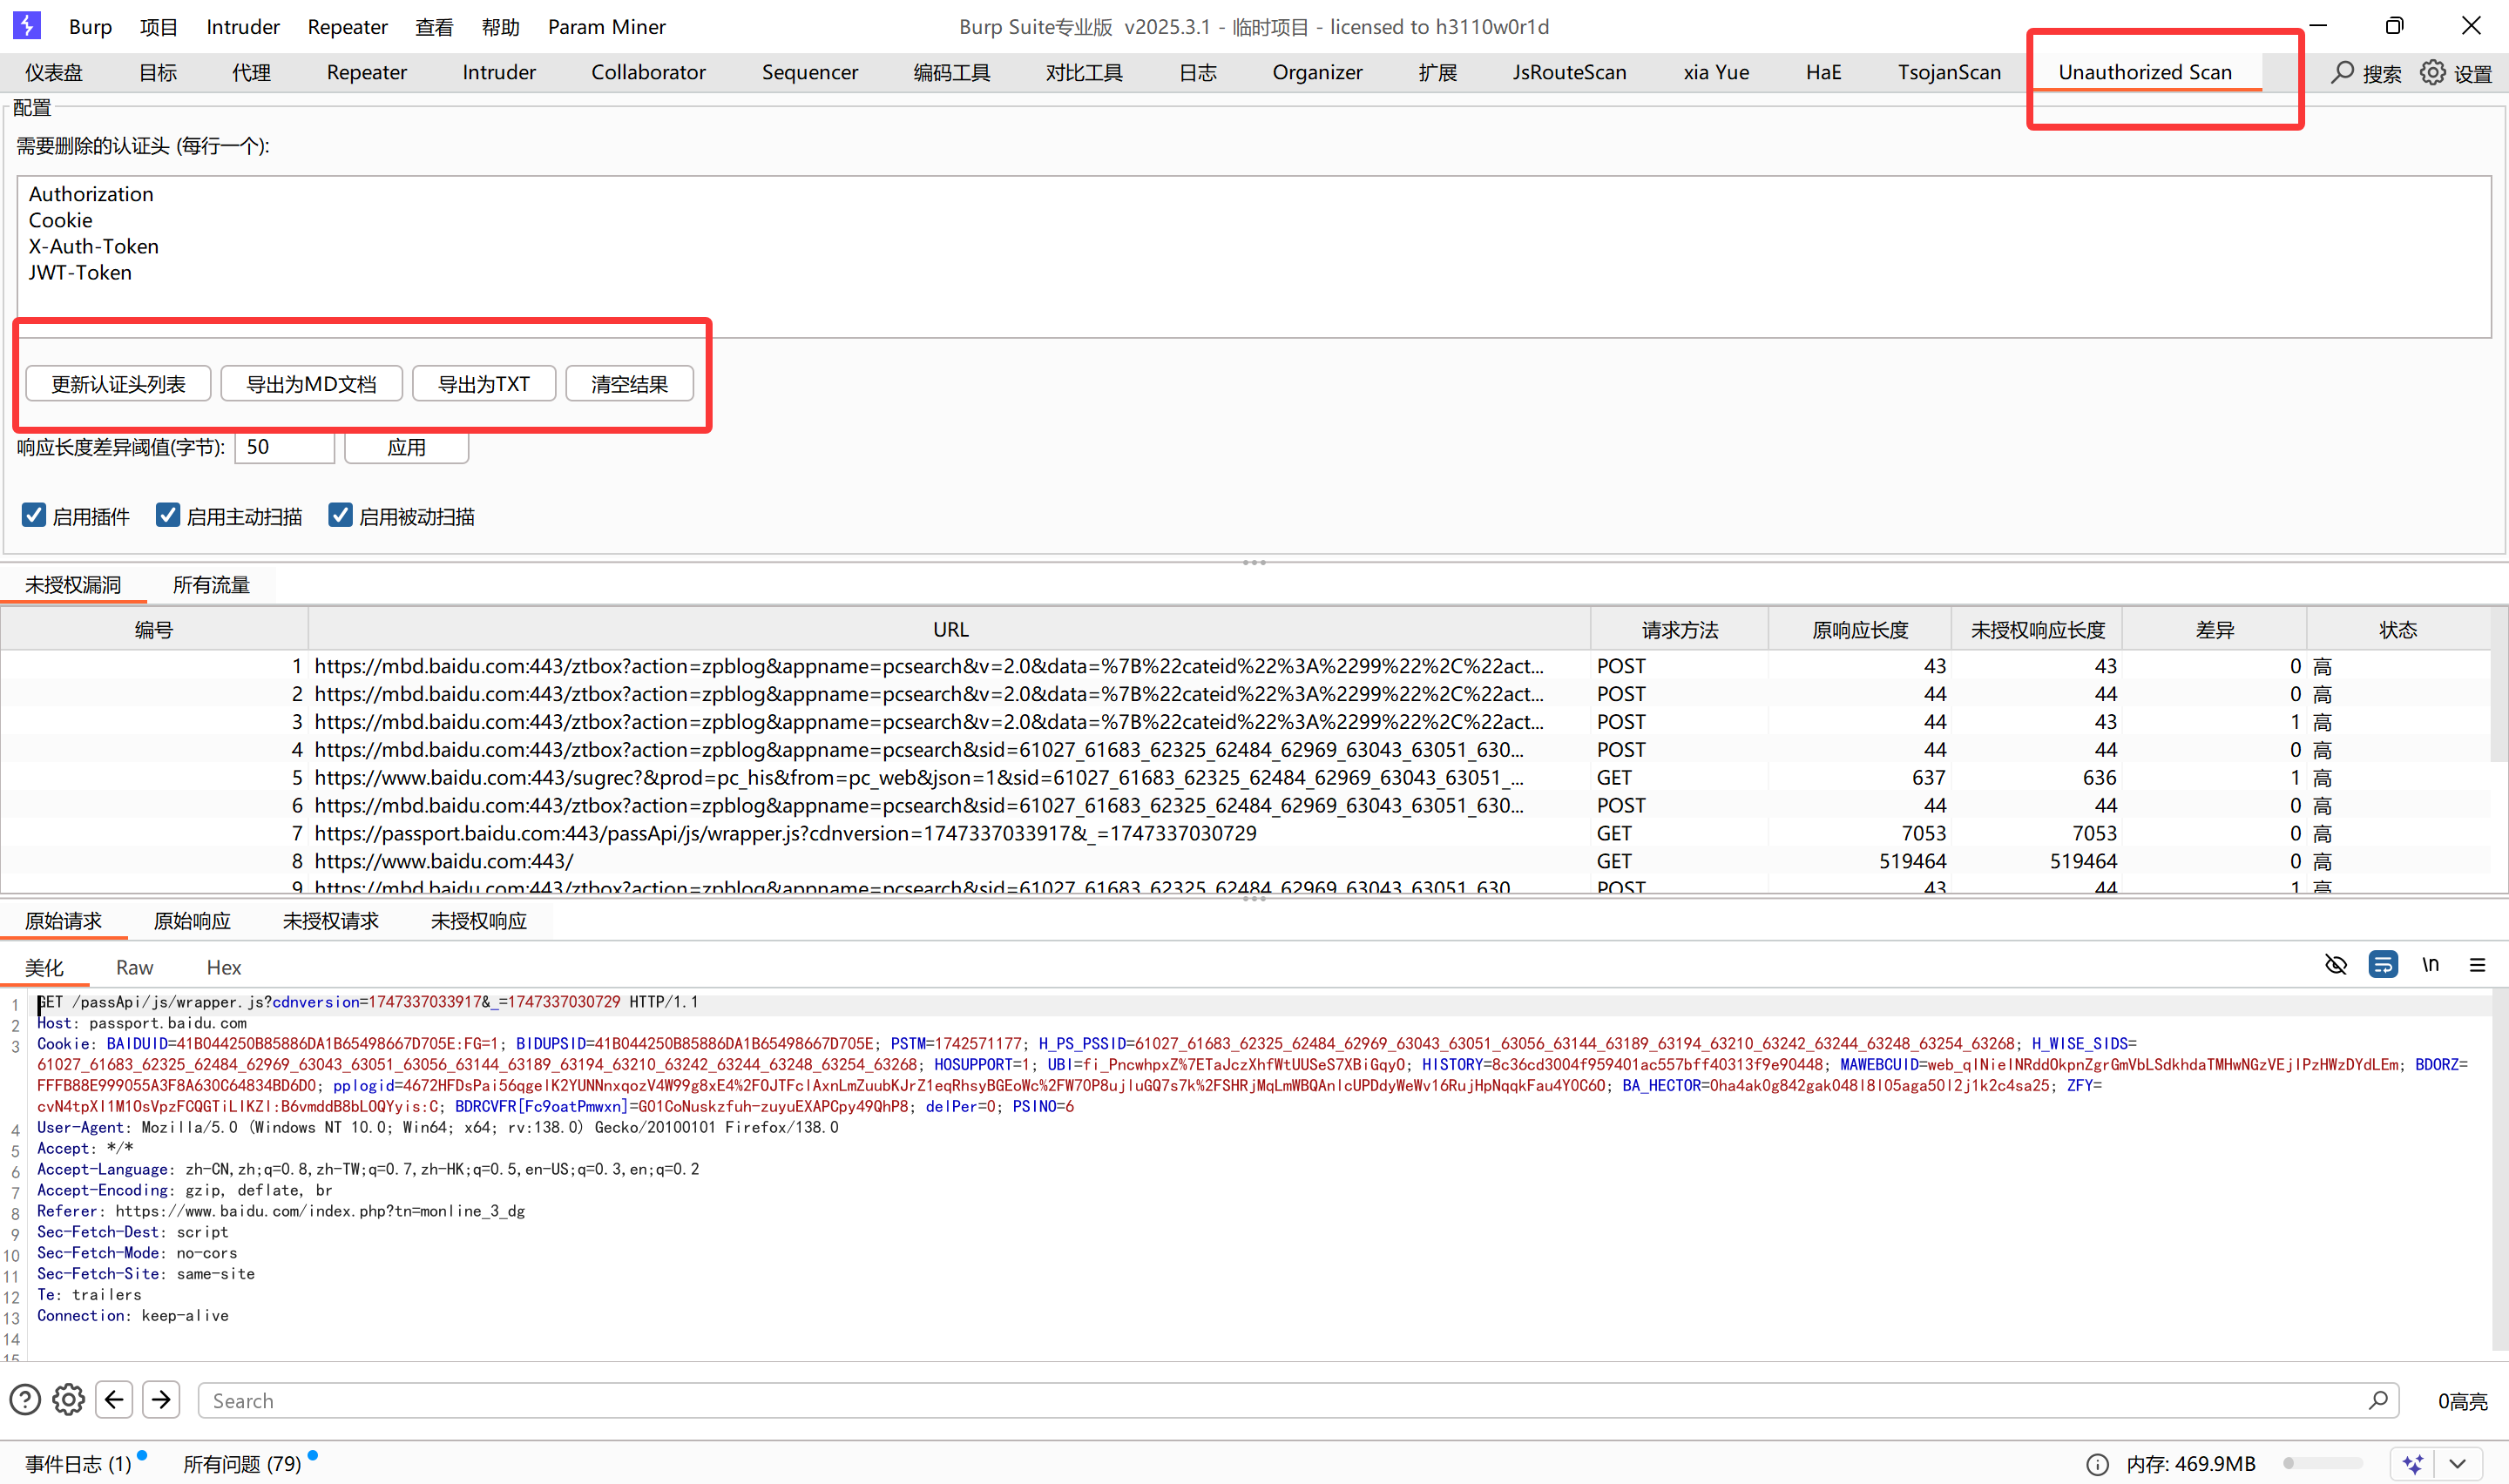 Burp 项目 Intruder Repeater 查看 帮助 Param Miner Burp Suite专业版 v2025.3.1 - 临时项目 - licensed to h3110w0r1d
仪表盘 目标 代理 Repeater Intruder Collaborator Sequencer 编码工具 对比工具 日志 Organizer 扩展 JsRouteScan xia Yue HaE TsojanScan Unauthorized Scan 搜索 设置
配置
需要删除的认证头 (每行一个):
Authorization
Cookie
X-Auth-Token
JWT-Token
更新认证头列表 导出为MD文档 导出为TXT 清空结果
响应长度差异阈值(字节): 50 应用
启用插件 启用主动扫描 启用被动扫描
未授权漏洞 所有流量
编号 URL 请求方法 原响应长度 未授权响应长度 差异 状态
1 https://mbd.baidu.com:443/ztbox?action=zpblog&appname=pcsearch&v=2.0&data=%7B%22cateid%22%3A%2299%22%2C%22act... POST 43 43 0 高
2 https://mbd.baidu.com:443/ztbox?action=zpblog&appname=pcsearch&v=2.0&data=%7B%22cateid%22%3A%2299%22%2C%22act... POST 44 44 0 高
3 https://mbd.baidu.com:443/ztbox?action=zpblog&appname=pcsearch&v=2.0&data=%7B%22cateid%22%3A%2299%22%2C%22act... POST 44 43 1 高
4 https://mbd.baidu.com:443/ztbox?action=zpblog&appname=pcsearch&sid=61027_61683_62325_62484_62969_63043_63051_630... POST 44 44 0 高
5 https://www.baidu.com:443/sugrec?&prod=pc_his&from=pc_web&json=1&sid=61027_61683_62325_62484_62969_63043_63051_... GET 637 636 1 高
6 https://mbd.baidu.com:443/ztbox?action=zpblog&appname=pcsearch&sid=61027_61683_62325_62484_62969_63043_63051_630... POST 44 44 0 高
7 https://passport.baidu.com:443/passApi/js/wrapper.js?cdnversion=1747337033917&_=1747337030729 GET 7053 7053 0 高
8 https://www.baidu.com:443/ GET 519464 519464 0 高
9 https://mbd.baidu.com:443/ztbox?action=zpblog&appname=pcsearch&sid=61027_61683_62325_62484_62969_63043_63051_630 POST 43 44 1 高
原始请求 原始响应 未授权请求 未授权响应
美化 Raw Hex \n
1 GET /passApi/js/wrapper.js?cdnversion=1747337033917&_=1747337030729 HTTP/1.1
2 Host: passport.baidu.com
3 Cookie: BAIDUID=41B044250B85886DA1B65498667D705E:FG=1; BIDUPSID=41B044250B85886DA1B65498667D705E; PSTM=1742571177; H_PS_PSSID=61027_61683_62325_62484_62969_63043_63051_63056_63144_63189_63194_63210_63242_63244_63248_63254_63268; H_WISE_SIDS=
61027_61683_62325_62484_62969_63043_63051_63056_63144_63189_63194_63210_63242_63244_63248_63254_63268; HOSUPPORT=1; UBI=fi_PncwhpxZ%7ETaJczXhfWtUUSeS7XBiGqyO; HISTORY=8c36cd3004f959401ac557bff40313f9e90448; MAWEBCUID=web_qINieINRddOkpnZgrGmVbLSdkhdaTMHwNGzVEjIPzHWzDYdLEm; BDORZ=
FFFB88E999055A3F8A630C64834BD6D0; pplogid=
BA_HECTOR=0ha4ak0g842gak048l8l05aga50l2j1k2c4sa25; ZFY=
cvN4tpXI1M1OsVpzFCQGTiLIKZI:B6vmddB8bLOQYyis:C; BDRCVFR[Fc9oatPmwxn]=G01CoNuskzfuh-zuyuEXAPCpy49QhP8; delPer=0; PSINO=6
4 User-Agent: Mozilla/5.0 (Windows NT 10.0; Win64; x64; rv:138.0) Gecko/20100101 Firefox/138.0
5 Accept: */*
6 Accept-Language: zh-CN,zh;q=0.8,zh-TW;q=0.7,zh-HK;q=0.5,en-US;q=0.3,en;q=0.2
7 Accept-Encoding: gzip, deflate, br
8 Referer: https://www.baidu.com/index.php?tn=monline_3_dg
9 Sec-Fetch-Dest: script
10 Sec-Fetch-Mode: no-cors
11 Sec-Fetch-Site: same-site
12 Te: trailers
13 Connection: keep-alive
14
15
Search 0高亮
事件日志 (1) 所有问题 (79) 内存: 469.9MB